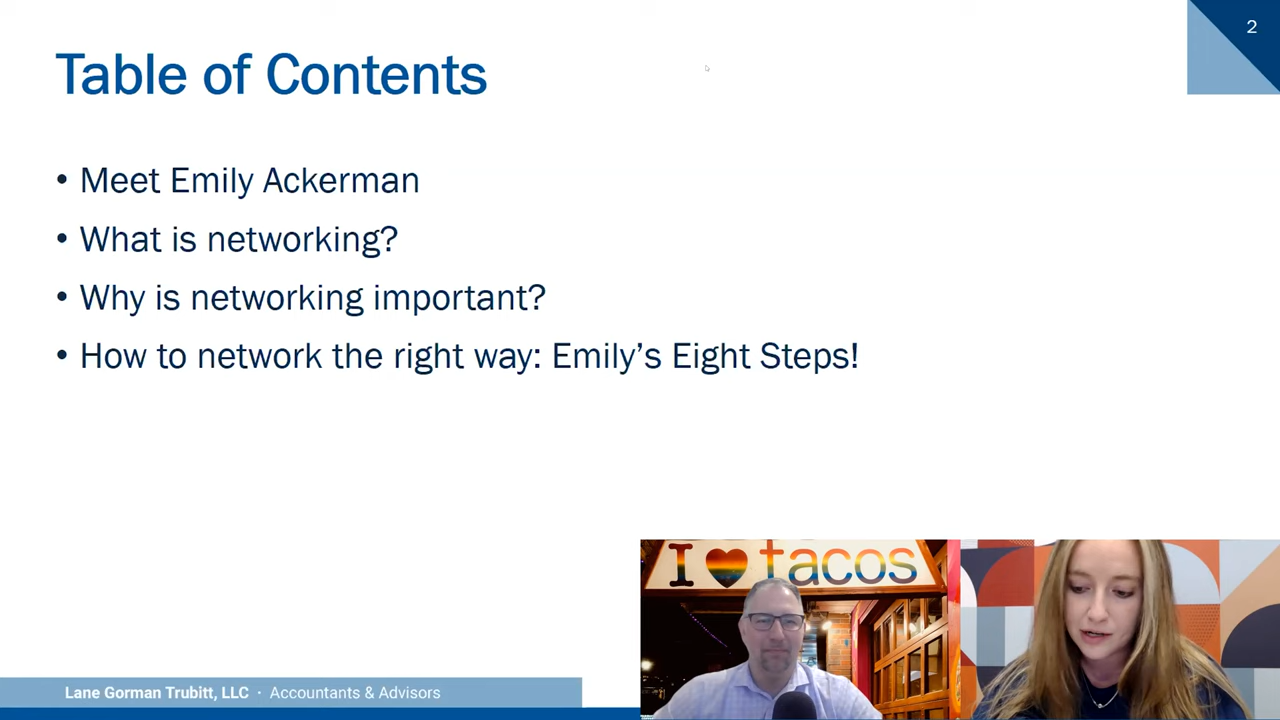 2
Table of Contents
• Meet Emily Ackerman
• What is networking?
• Why is networking important?
• How to network the right way: Emily’s Eight Steps!
I ♥ tacos
Lane Gorman Trubitt, LLC · Accountants & Advisors